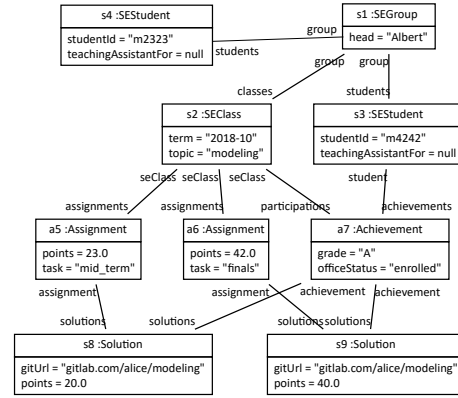 s4 :SEStudent
studentId = "m2323"
teachingAssistantFor = null
s1 :SEGroup
head = "Albert"
group
students
group
group
classes
students
s2 :SEClass
term = "2018-10"
topic = "modeling"
s3 :SEStudent
studentId = "m4242"
teachingAssistantFor = null
seClass
seClass
seClass
student
assignments
assignments
participations
achievements
a5 :Assignment
points = 23.0
task = "mid_term"
a6 :Assignment
points = 42.0
task = "finals"
a7 :Achievement
grade = "A"
officeStatus = "enrolled"
assignment
assignment
achievement
achievement
solutions
solutions
solutions
solutions
s8 :Solution
gitUrl = "gitlab.com/alice/modeling"
points = 20.0
s9 :Solution
gitUrl = "gitlab.com/alice/modeling"
points = 40.0